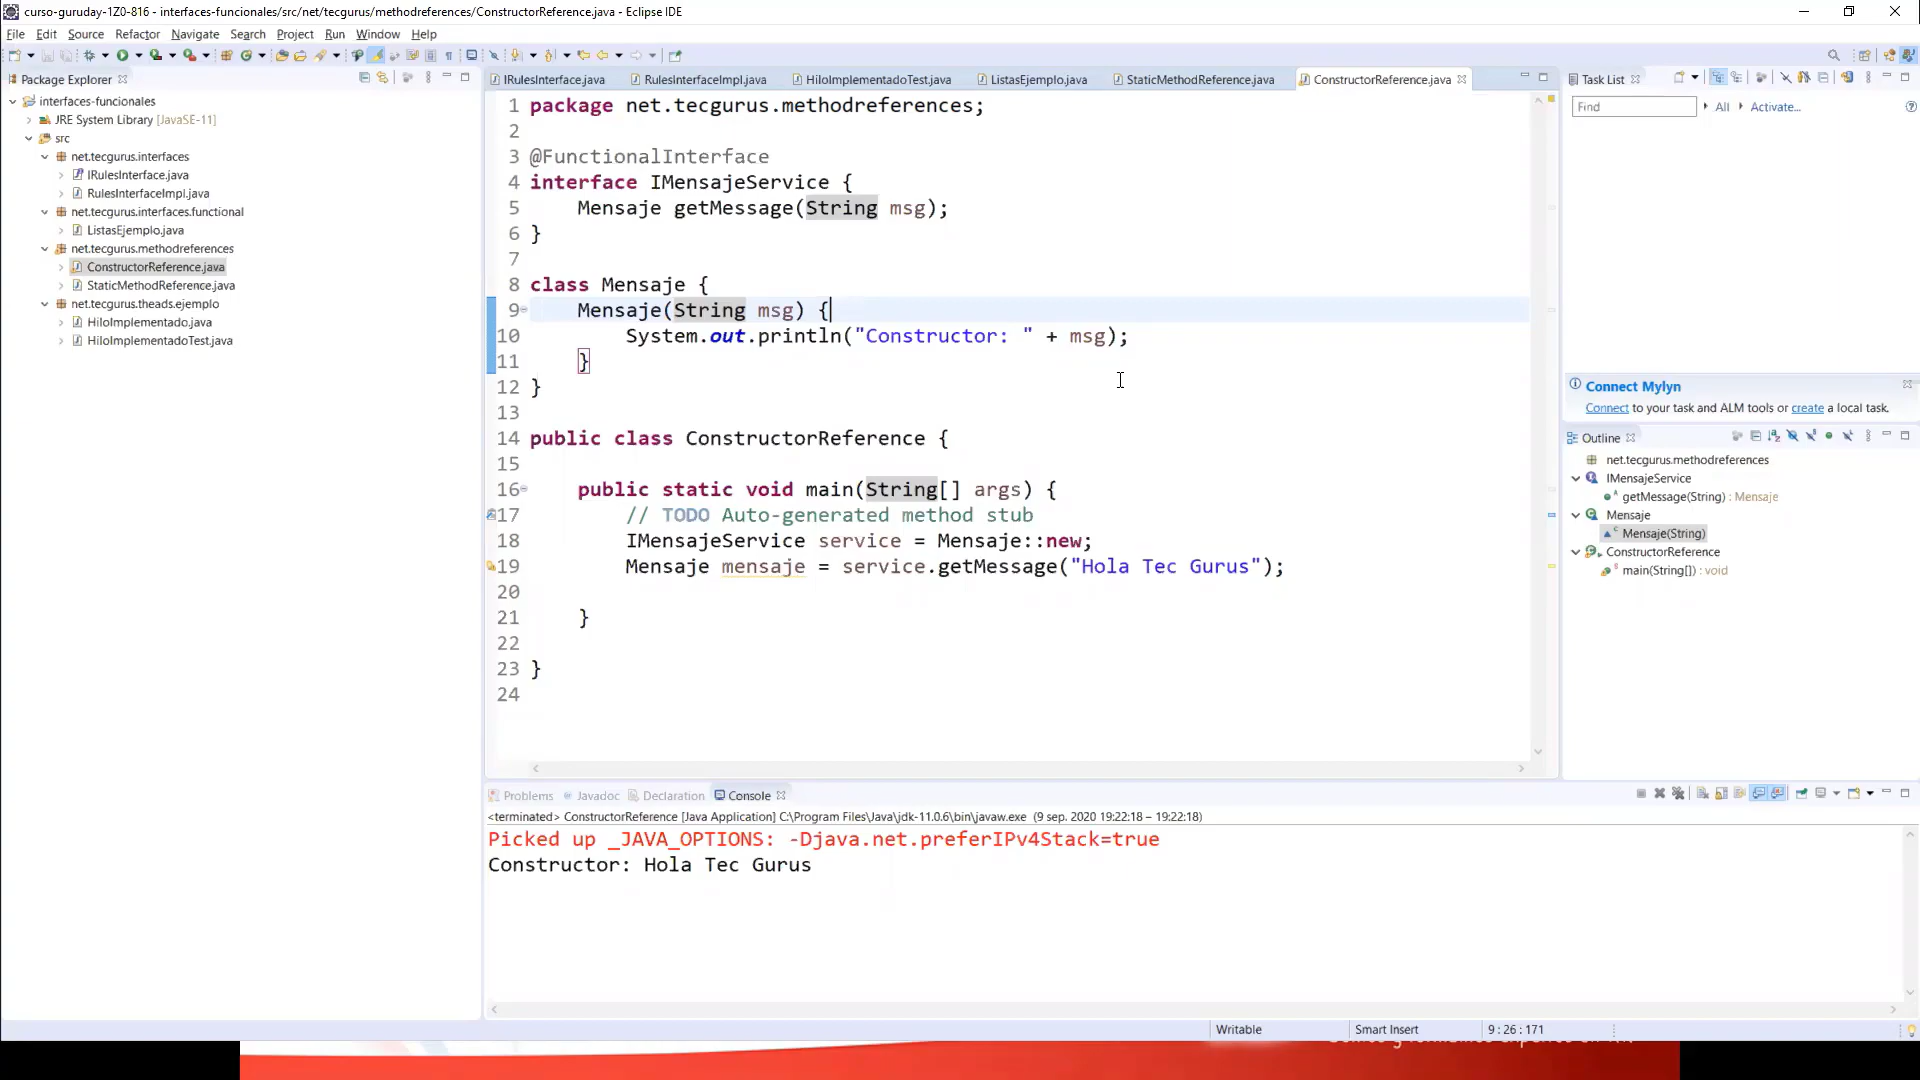 curso-guruday-1Z0-816 - interfaces-funcionales/src/net/tecgurus/methodreferences/ConstructorReference.java - Eclipse IDE
File Edit Source Refactor Navigate Search Project Run Window Help
Package Explorer
interfaces-funcionales
JRE System Library [JavaSE-11]
src
net.tecgurus.interfaces
IRulesInterface.java
RulesInterfaceImpl.java
net.tecgurus.interfaces.functional
ListasEjemplo.java
net.tecgurus.methodreferences
ConstructorReference.java
StaticMethodReference.java
net.tecgurus.theads.ejemplo
HiloImplementado.java
HiloImplementadoTest.java
IRulesInterface.java RulesInterfaceImpl.java HiloImplementadoTest.java ListasEjemplo.java StaticMethodReference.java ConstructorReference.java
1 package net.tecgurus.methodreferences;
2
3 @FunctionalInterface
4 interface IMensajeService {
5 Mensaje getMessage(String msg);
6 }
7
8 class Mensaje {
9 Mensaje(String msg) {
10 System.out.println("Constructor: " + msg);
11 }
12 }
13
14 public class ConstructorReference {
15
16 public static void main(String[] args) {
17 // TODO Auto-generated method stub
18 IMensajeService service = Mensaje::new;
19 Mensaje mensaje = service.getMessage("Hola Tec Gurus");
20
21 }
22
23 }
24
Task List
Find All Activate...
Connect Mylyn
Connect to your task and ALM tools or create a local task.
Outline
net.tecgurus.methodreferences
IMensajeService
getMessage(String) : Mensaje
Mensaje
Mensaje(String)
ConstructorReference
main(String[]) : void
Problems Javadoc Declaration Console
<terminated> ConstructorReference [Java Application] C:\Program Files\Java\jdk-11.0.6\bin\javaw.exe (9 sep. 2020 19:22:18 – 19:22:18)
Picked up _JAVA_OPTIONS: -Djava.net.preferIPv4Stack=true
Constructor: Hola Tec Gurus
Writable Smart Insert 9 : 26 : 171